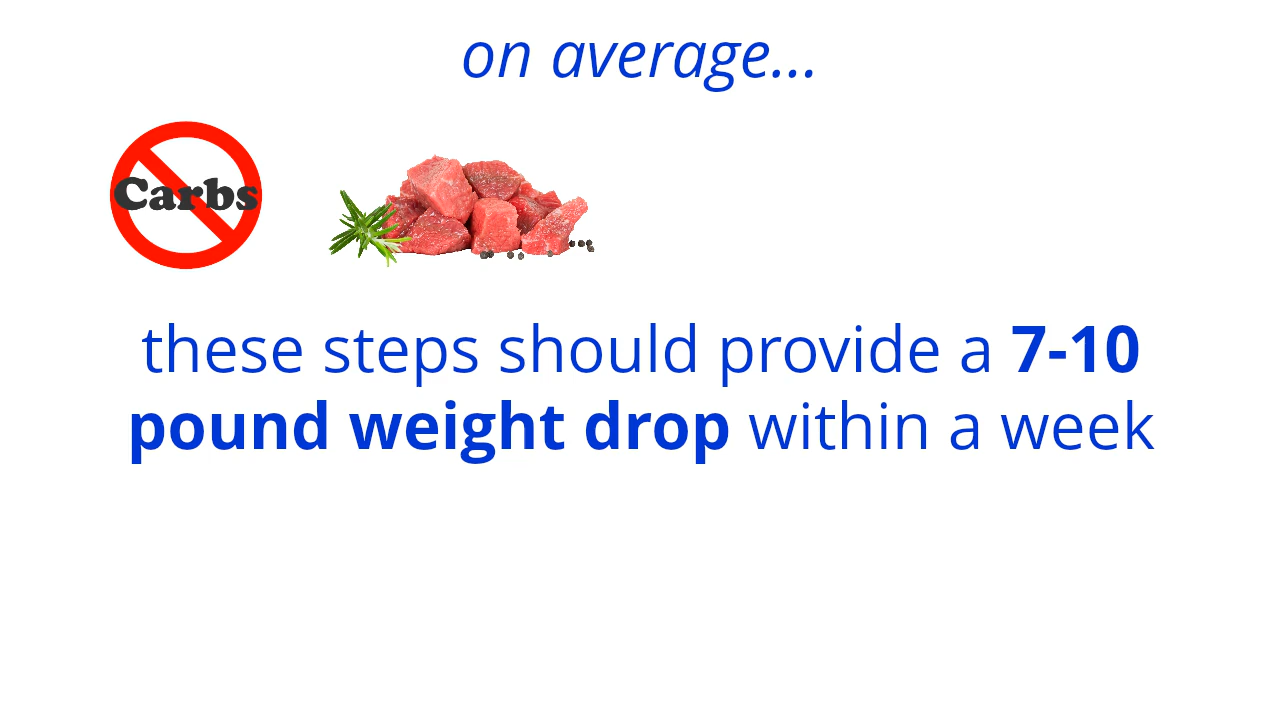 on average...
Carbs
these steps should provide a 7-10
pound weight drop within a week